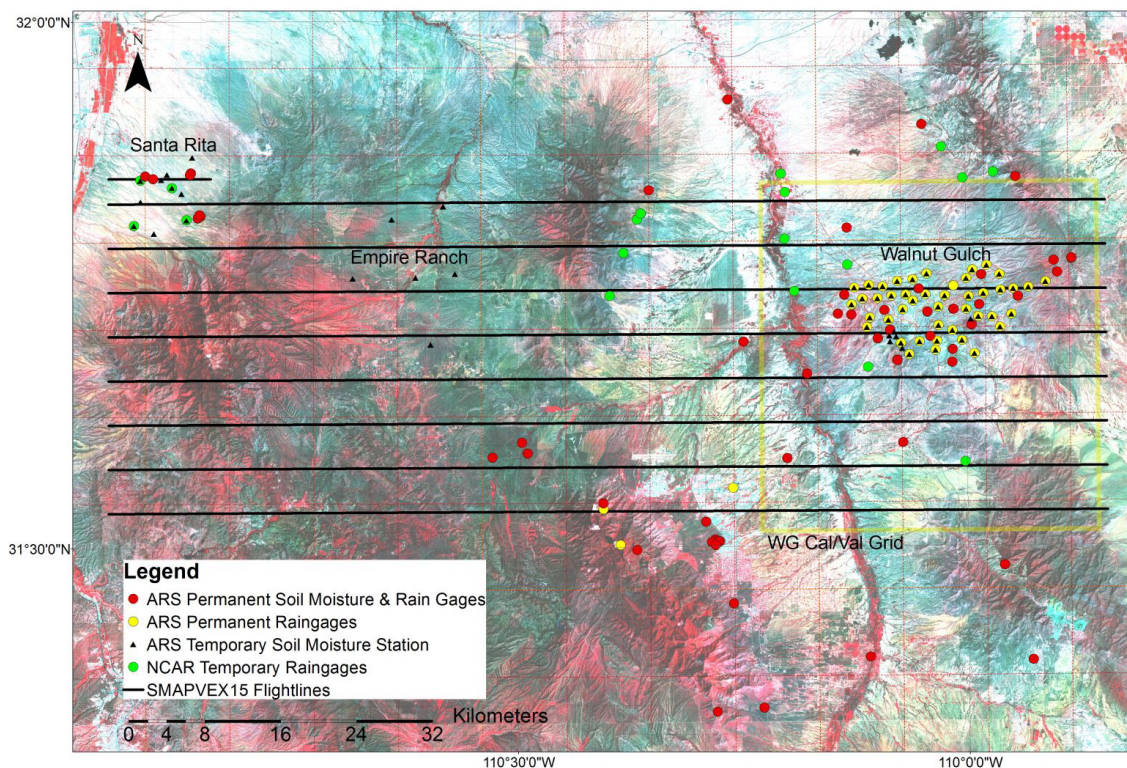 32°0'0"N
N
Santa Rita
Empire Ranch
Walnut Gulch
31°30'0"N
WG Cal/Val Grid
Legend
ARS Permanent Soil Moisture & Rain Gages
ARS Permanent Raingages
ARS Temporary Soil Moisture Station
NCAR Temporary Raingages
SMAPVEX15 Flightlines
Kilometers
0 2 4 8 16 24 32
110°30'0"W
110°0'0"W